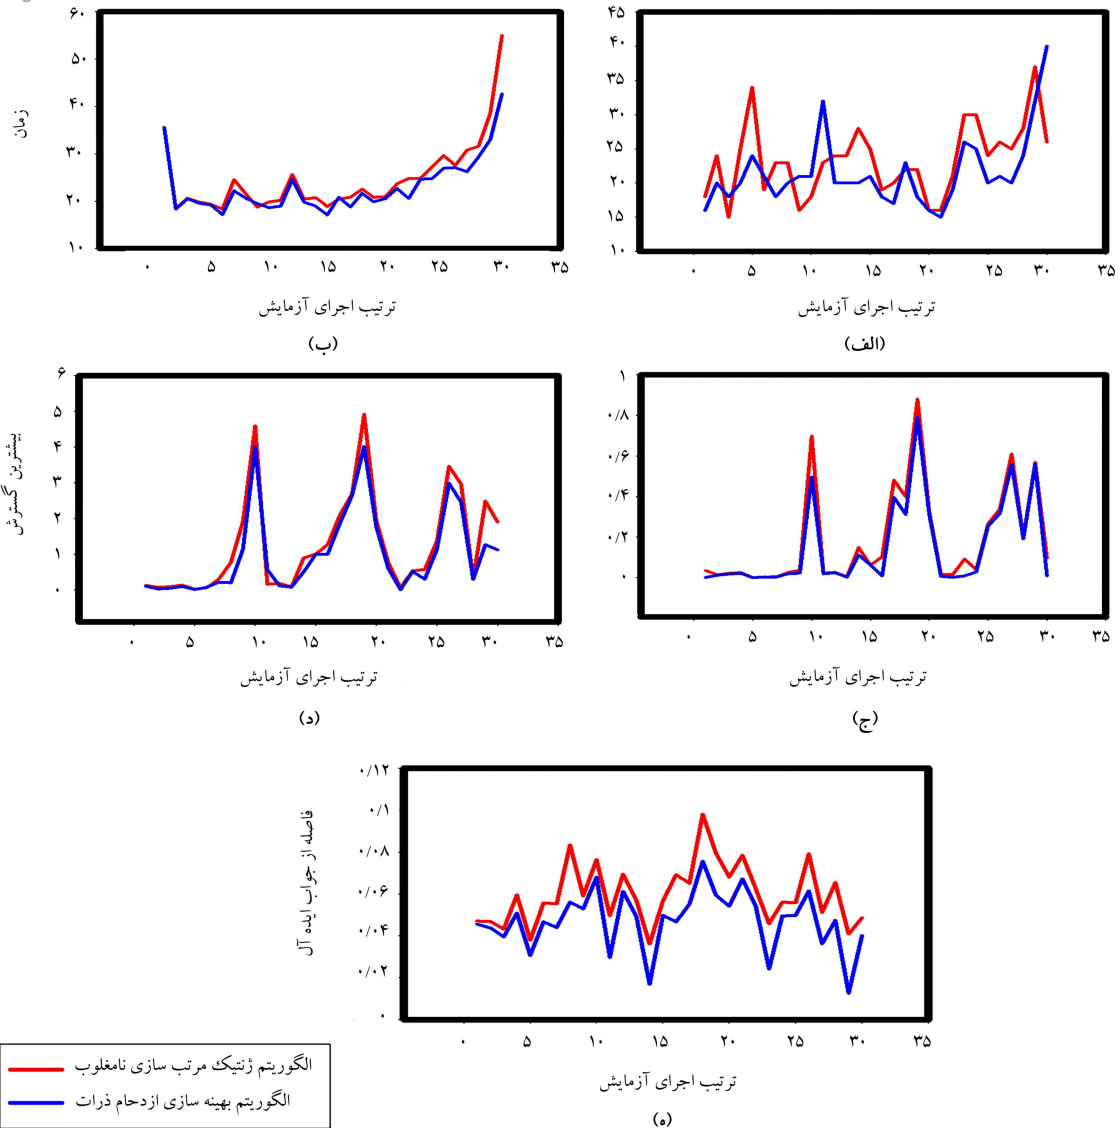 ۴۵
۴۰
۳۵
۳۰
۲۵
۲۰
۱۵
۱۰
۰ ۵ ۱۰ ۱۵ ۲۰ ۲۵ ۳۰ ۳۵
ترتیب اجرای آزمایش
(الف)
زمان
۶۰
۵۰
۴۰
۳۰
۲۰
۱۰
۰ ۵ ۱۰ ۱۵ ۲۰ ۲۵ ۳۰ ۳۵
ترتیب اجرای آزمایش
(ب)
۱
۰/۸
۰/۶
۰/۴
۰/۲
۰
۰ ۵ ۱۰ ۱۵ ۲۰ ۲۵ ۳۰ ۳۵
ترتیب اجرای آزمایش
(ج)
بیشترین گسترش
۶
۵
۴
۳
۲
۱
۰
۰ ۵ ۱۰ ۱۵ ۲۰ ۲۵ ۳۰ ۳۵
ترتیب اجرای آزمایش
(د)
فاصله از جواب ایده آل
۰/۱۲
۰/۱
۰/۰۸
۰/۰۶
۰/۰۴
۰/۰۲
۰
۰ ۵ ۱۰ ۱۵ ۲۰ ۲۵ ۳۰ ۳۵
ترتیب اجرای آزمایش
(ه)
الگوریتم ژنتیک مرتب سازی نامغلوب
الگوریتم بهینه سازی ازدحام ذرات